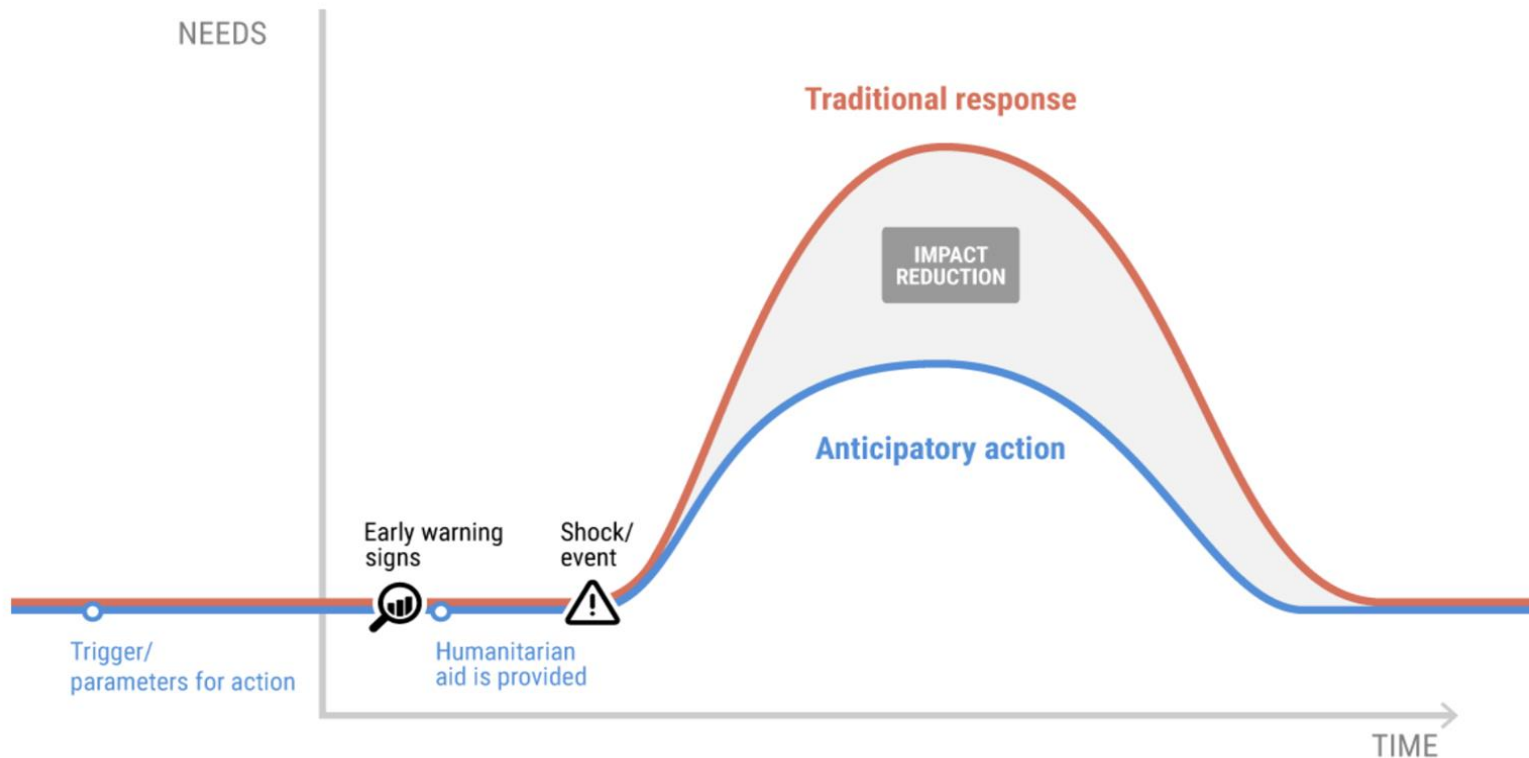 NEEDS
Traditional response
IMPACT
REDUCTION
Anticipatory action
Early warning
signs
Shock/
event
Trigger/
parameters for action
Humanitarian
aid is provided
TIME